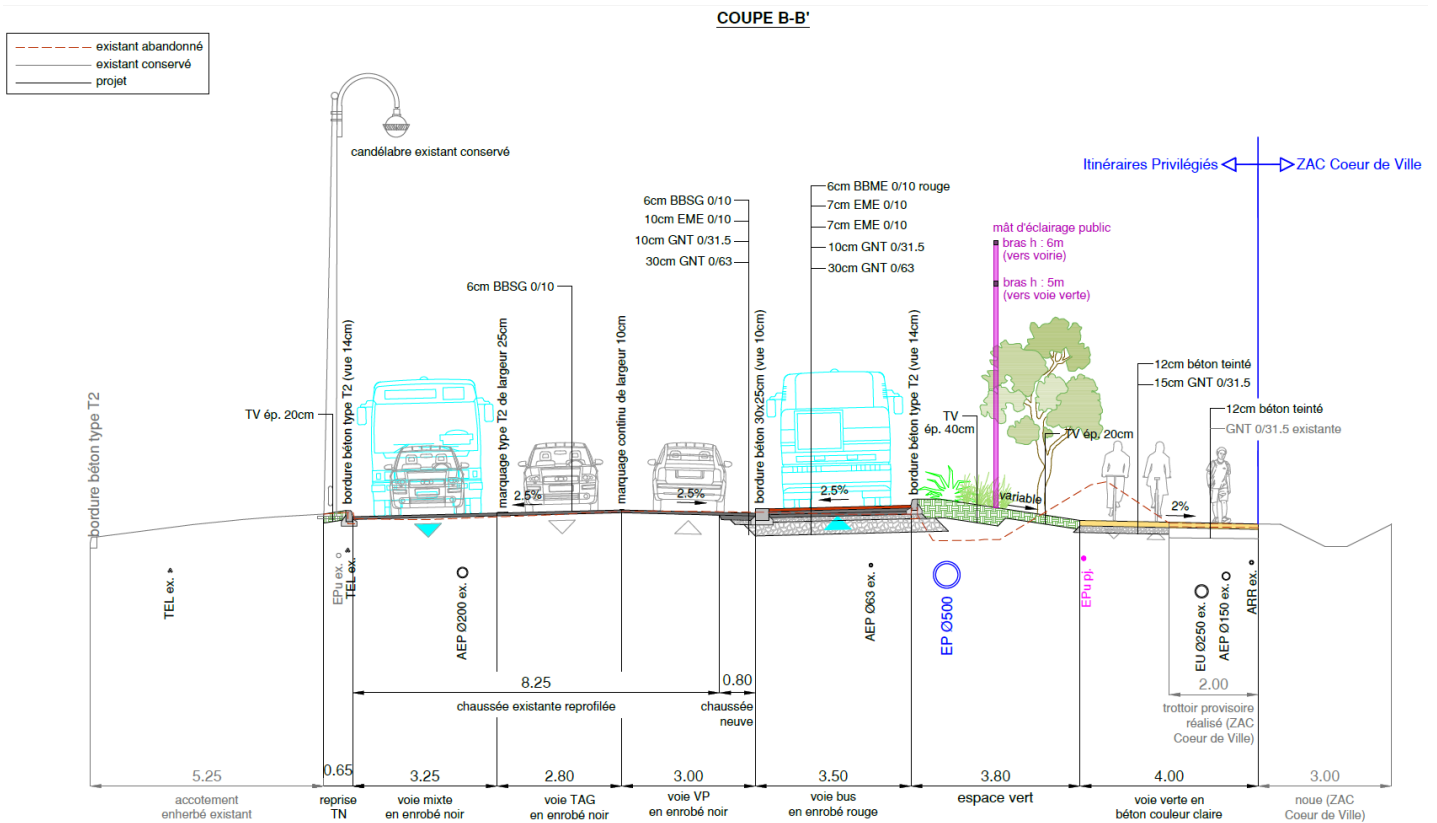 COUPE B-B'
existant abandonné
existant conservé
projet
candélabre existant conservé
Itinéraires Privilégiés
ZAC Coeur de Ville
6cm BBSG 0/10
10cm EME 0/10
10cm GNT 0/31.5
30cm GNT 0/63
6cm BBME 0/10 rouge
7cm EME 0/10
7cm EME 0/10
10cm GNT 0/31.5
30cm GNT 0/63
mât d'éclairage public
bras h : 6m
(vers voirie)
bras h : 5m
(vers voie verte)
6cm BBSG 0/10
12cm béton teinté
15cm GNT 0/31.5
12cm béton teinté
GNT 0/31.5 existante
TV ép. 20cm
TV
ép. 40cm
TV ép. 20cm
bordure béton type T2
bordure béton type T2 (vue 14cm)
marquage type T2 de largeur 25cm
marquage continu de largeur 10cm
bordure béton 30x25cm (vue 10cm)
bordure béton type T2 (vue 14cm)
2.5%
2.5%
2.5%
variable
2%
TEL ex.
EPu ex.
TEL ex.
AEP Ø200 ex.
AEP Ø63 ex.
EP Ø500
EPu pj.
EU Ø250 ex.
AEP Ø150 ex.
ARR ex.
8.25
chaussée existante reprofilée
0.80
chaussée
neuve
2.00
trottoir provisoire
réalisé (ZAC
Coeur de Ville)
5.25
accotement
enherbé existant
0.65
reprise
TN
3.25
voie mixte
en enrobé noir
2.80
voie TAG
en enrobé noir
3.00
voie VP
en enrobé noir
3.50
voie bus
en enrobé rouge
3.80
espace vert
4.00
voie verte en
béton couleur claire
3.00
noue (ZAC
Coeur de Ville)